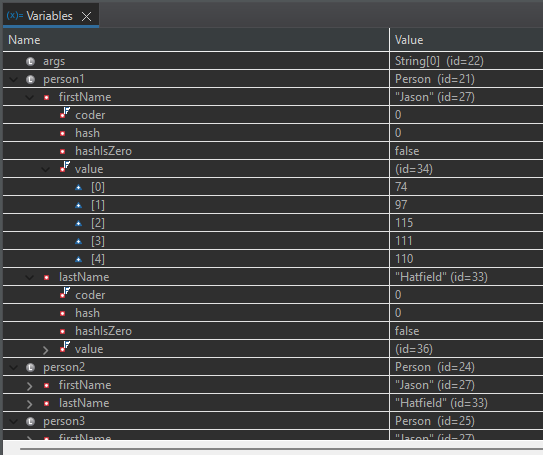 (x)= Variables
Name Value
args String[0] (id=22)
person1 Person (id=21)
firstName "Jason" (id=27)
coder 0
hash 0
hashIsZero false
value (id=34)
[0] 74
[1] 97
[2] 115
[3] 111
[4] 110
lastName "Hatfield" (id=33)
coder 0
hash 0
hashIsZero false
value (id=36)
person2 Person (id=24)
firstName "Jason" (id=27)
lastName "Hatfield" (id=33)
person3 Person (id=25)
firstName "Jason" (id=27)